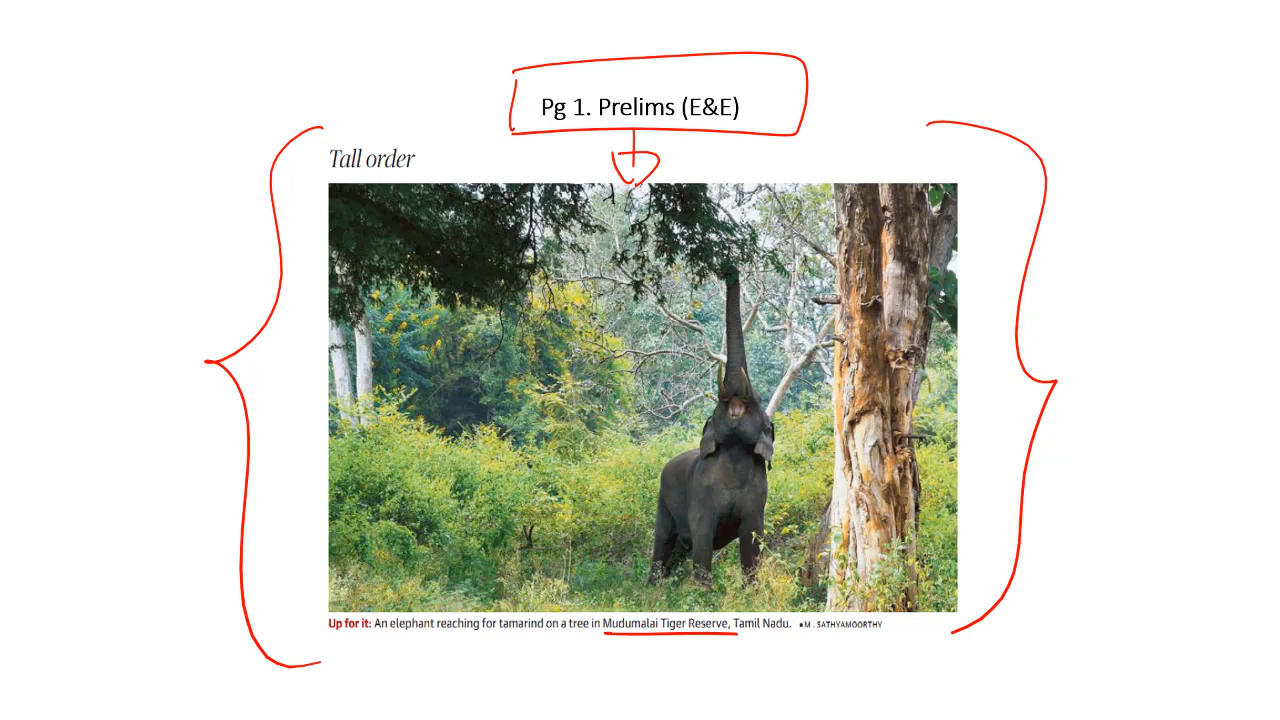 Pg 1. Prelims (E&E)
Tall order
Up for it: An elephant reaching for tamarind on a tree in Mudumalai Tiger Reserve, Tamil Nadu. ▪M. SATHYAMOORTHY